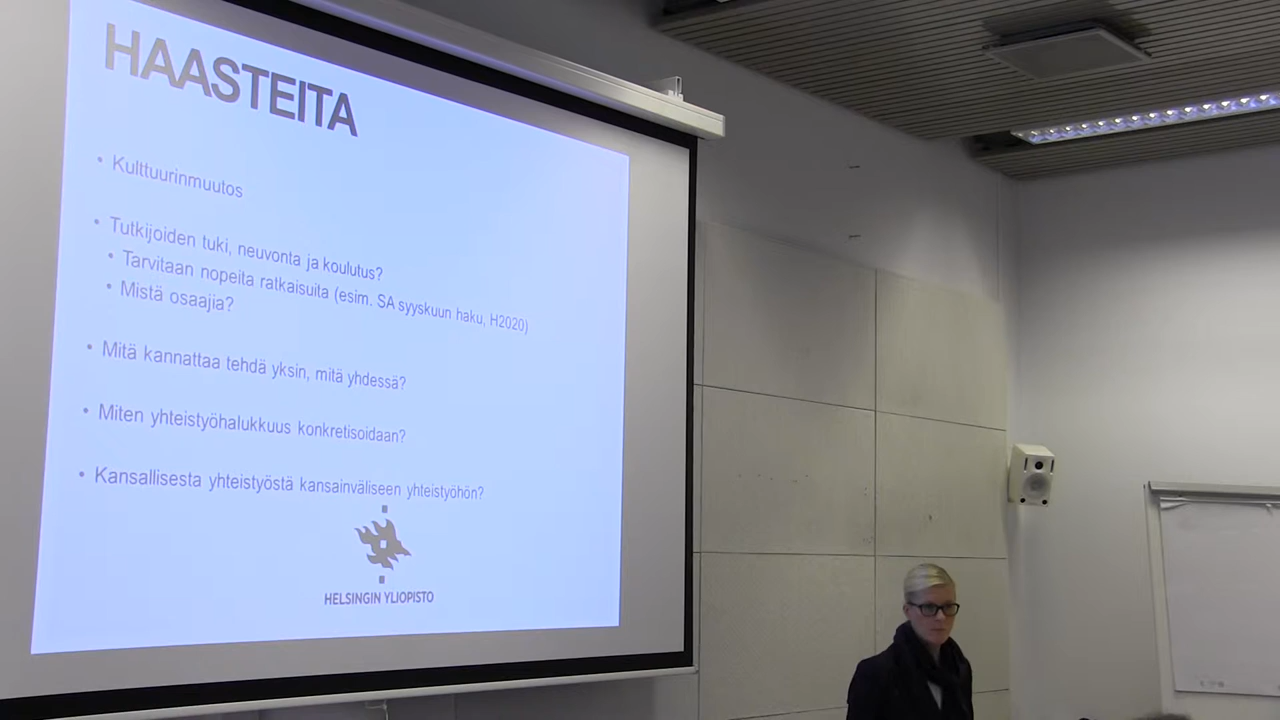 HAASTEITA
• Kulttuurinmuutos
• Tutkijoiden tuki, neuvonta ja koulutus?
• Tarvitaan nopeita ratkaisuita (esim. SA syyskuun haku, H2020)
• Mistä osaajia?
• Mitä kannattaa tehdä yksin, mitä yhdessä?
• Miten yhteistyöhalukkuus konkretisoidaan?
• Kansallisesta yhteistyöstä kansainväliseen yhteistyöhön?
HELSINGIN YLIOPISTO